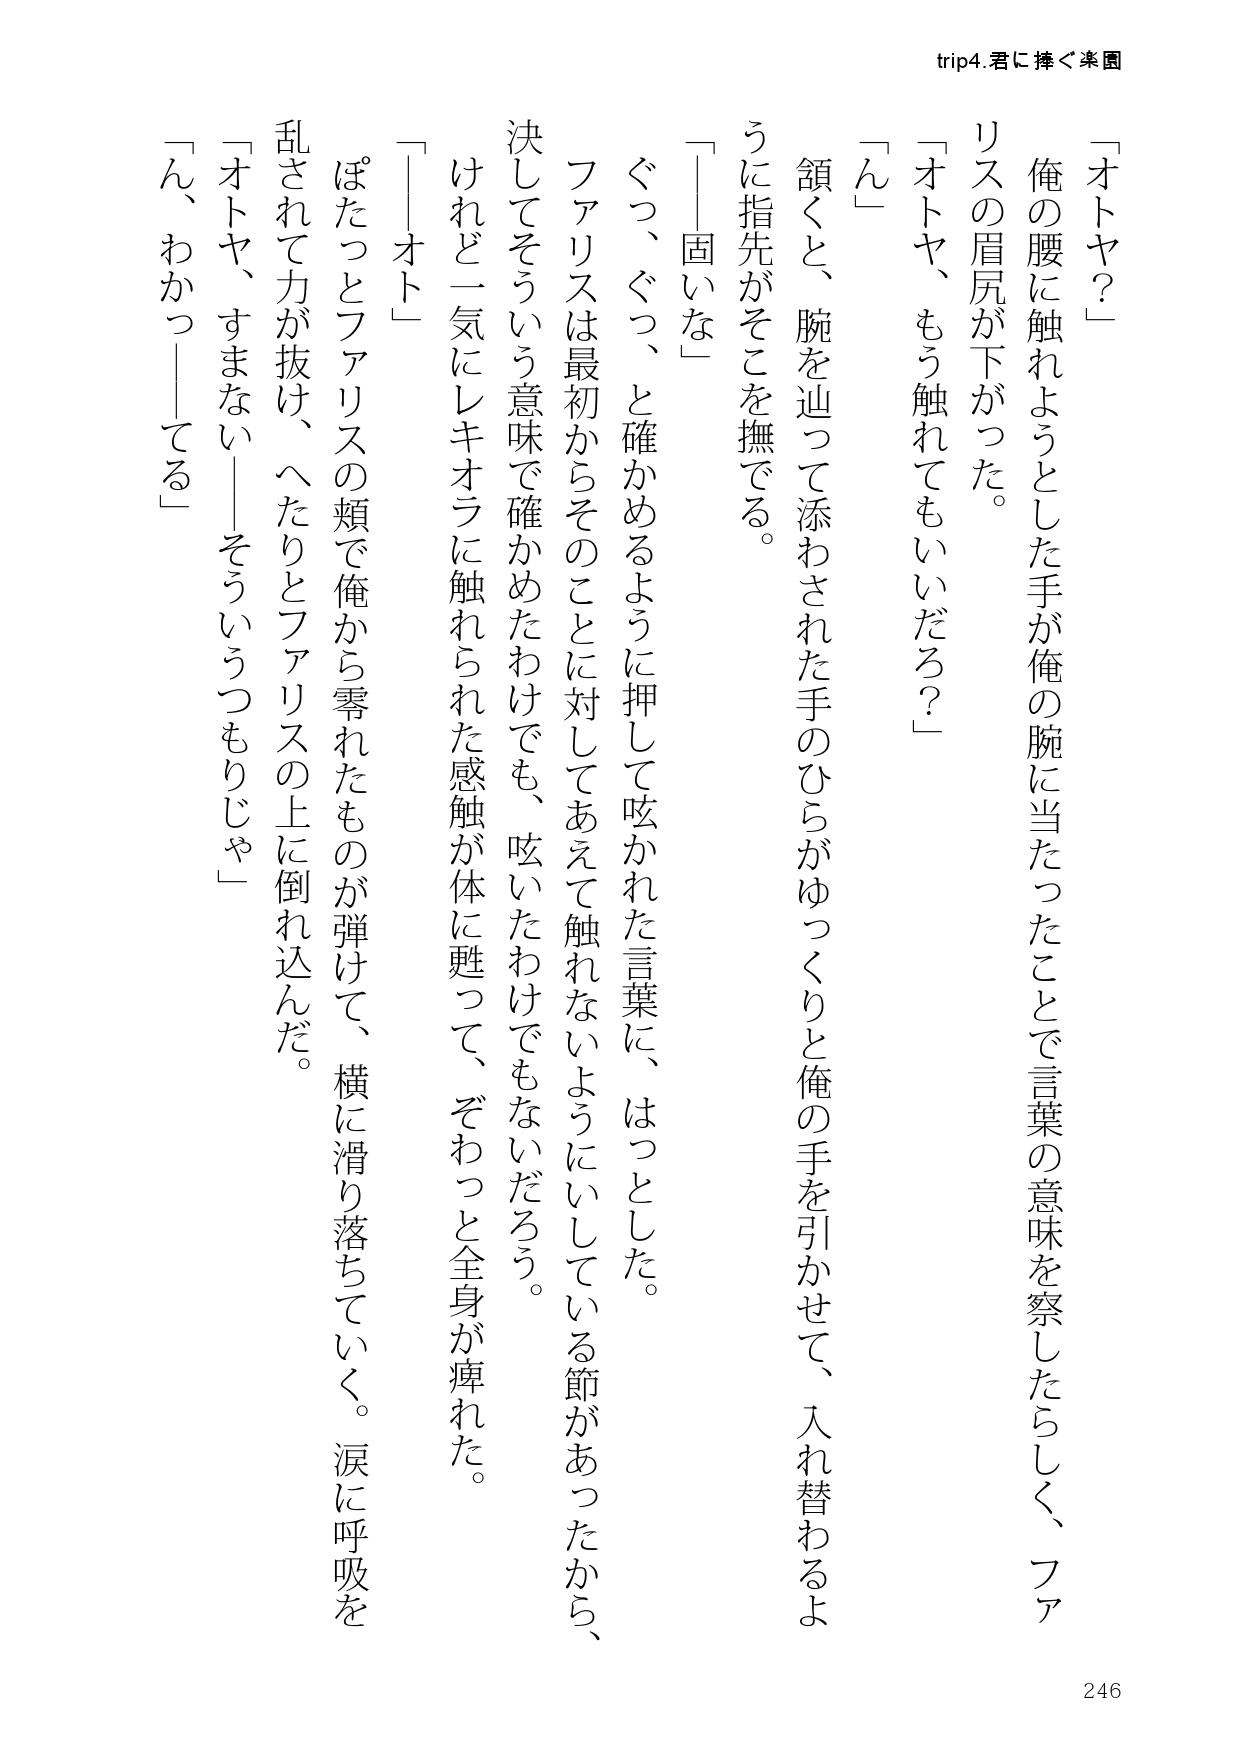 trip4.君に捧ぐ楽園
「オトヤ？」
　俺の腰に触れようとした手が俺の腕に当たったことで言葉の意味を察したらしく、ファ
リスの眉尻が下がった。
「オトヤ、もう触れてもいいだろ？」
「ん」
　頷くと、腕を辿って添わされた手のひらがゆっくりと俺の手を引かせて、入れ替わるよ
うに指先がそこを撫でる。
「――固いな」
　ぐっ、ぐっ、と確かめるように押して呟かれた言葉に、はっとした。
　ファリスは最初からそのことに対してあえて触れないようにいしている節があったから、
決してそういう意味で確かめたわけでも、呟いたわけでもないだろう。
　けれど一気にレキオラに触れられた感触が体に甦って、ぞわっと全身が痺れた。
「――オト」
　ぽたっとファリスの頬で俺から零れたものが弾けて、横に滑り落ちていく。涙に呼吸を
乱されて力が抜け、へたりとファリスの上に倒れ込んだ。
「オトヤ、すまない――そういうつもりじゃ」
「ん、わかっ――てる」
246